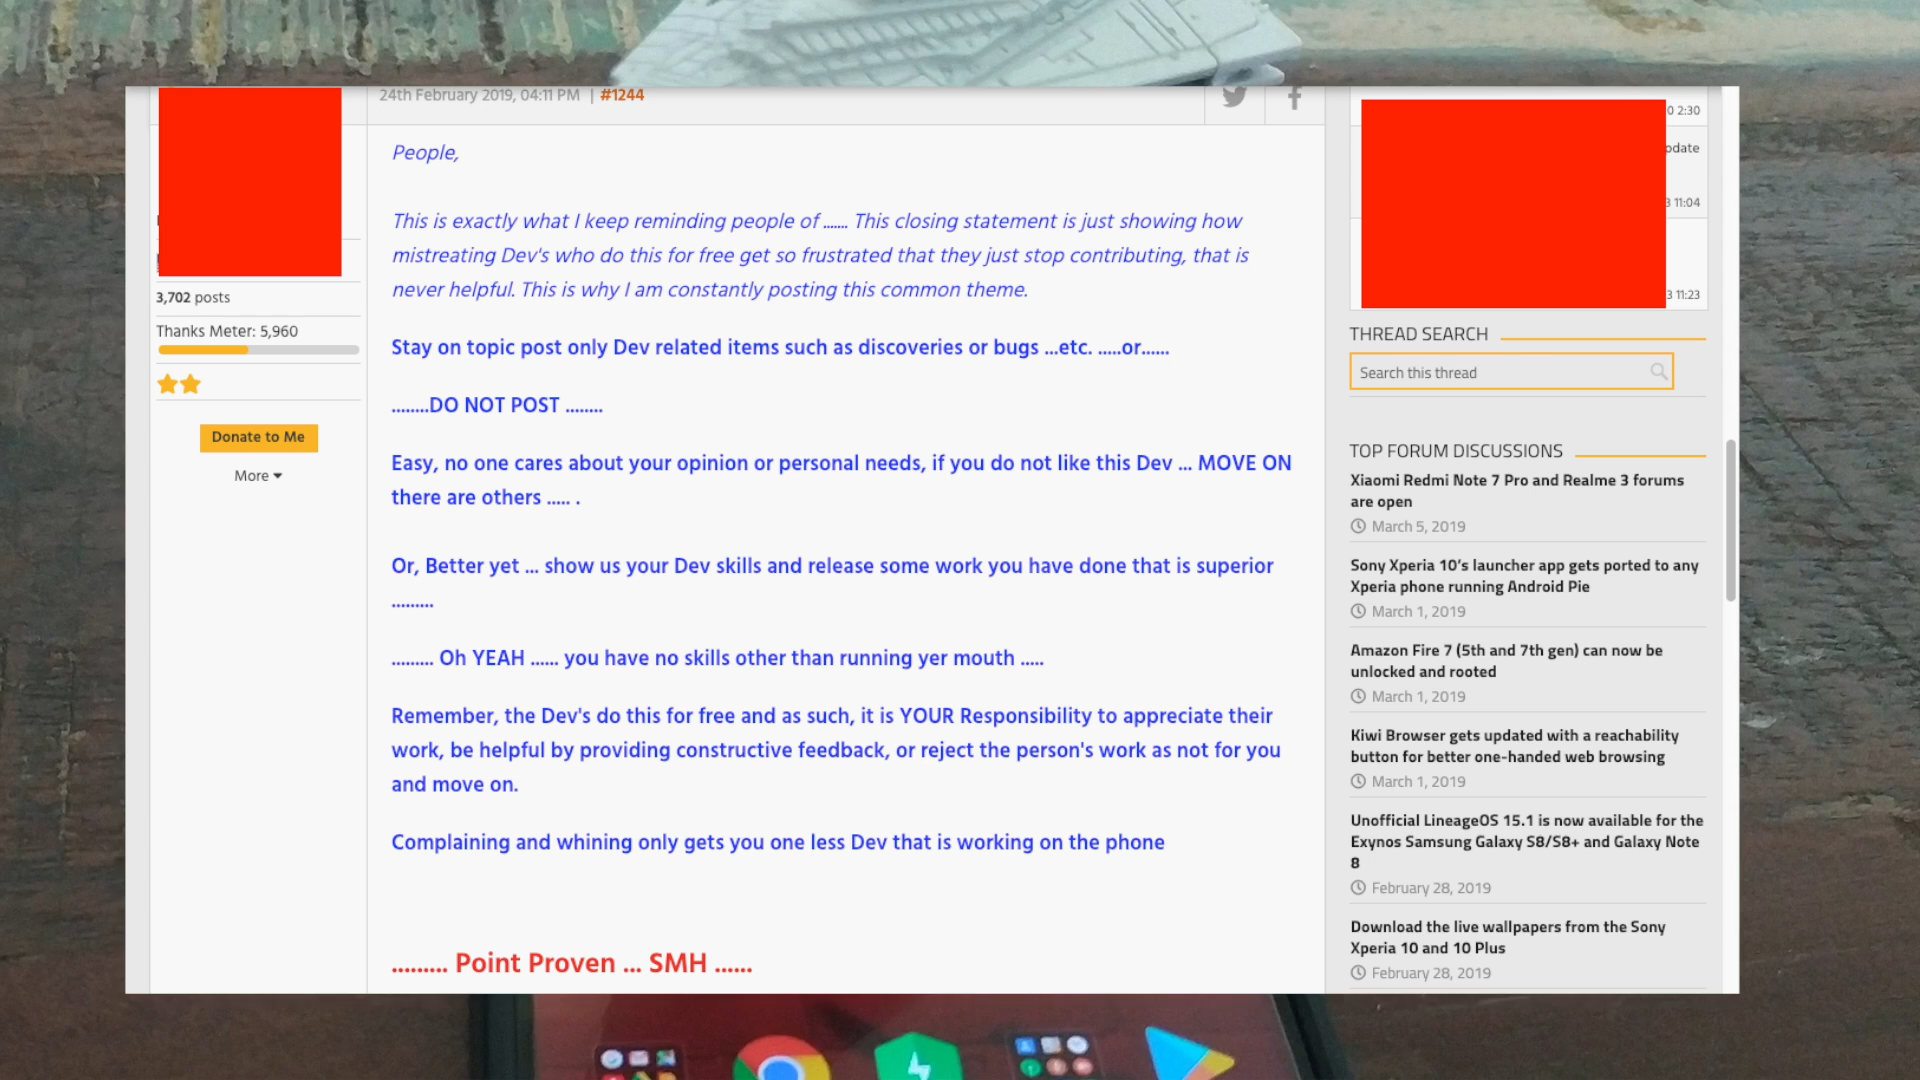 24th February 2019, 04:11 PM | #1244
People,
This is exactly what I keep reminding people of ....... This closing statement is just showing how
mistreating Dev's who do this for free get so frustrated that they just stop contributing, that is
never helpful. This is why I am constantly posting this common theme.
Stay on topic post only Dev related items such as discoveries or bugs ...etc. .....or......
........DO NOT POST ........
Easy, no one cares about your opinion or personal needs, if you do not like this Dev ... MOVE ON
there are others ..... .
Or, Better yet ... show us your Dev skills and release some work you have done that is superior
.........
......... Oh YEAH ...... you have no skills other than running yer mouth .....
Remember, the Dev's do this for free and as such, it is YOUR Responsibility to appreciate their
work, be helpful by providing constructive feedback, or reject the person's work as not for you
and move on.
Complaining and whining only gets you one less Dev that is working on the phone
......... Point Proven ... SMH ......
3,702 posts
Thanks Meter: 5,960
Donate to Me
More
2:30
11:04
11:23
THREAD SEARCH
Search this thread
TOP FORUM DISCUSSIONS
Xiaomi Redmi Note 7 Pro and Realme 3 forums
are open
March 5, 2019
Sony Xperia 10's launcher app gets ported to any
Xperia phone running Android Pie
March 1, 2019
Amazon Fire 7 (5th and 7th gen) can now be
unlocked and rooted
March 1, 2019
Kiwi Browser gets updated with a reachability
button for better one-handed web browsing
March 1, 2019
Unofficial LineageOS 15.1 is now available for the
Exynos Samsung Galaxy S8/S8+ and Galaxy Note
8
February 28, 2019
Download the live wallpapers from the Sony
Xperia 10 and 10 Plus
February 28, 2019